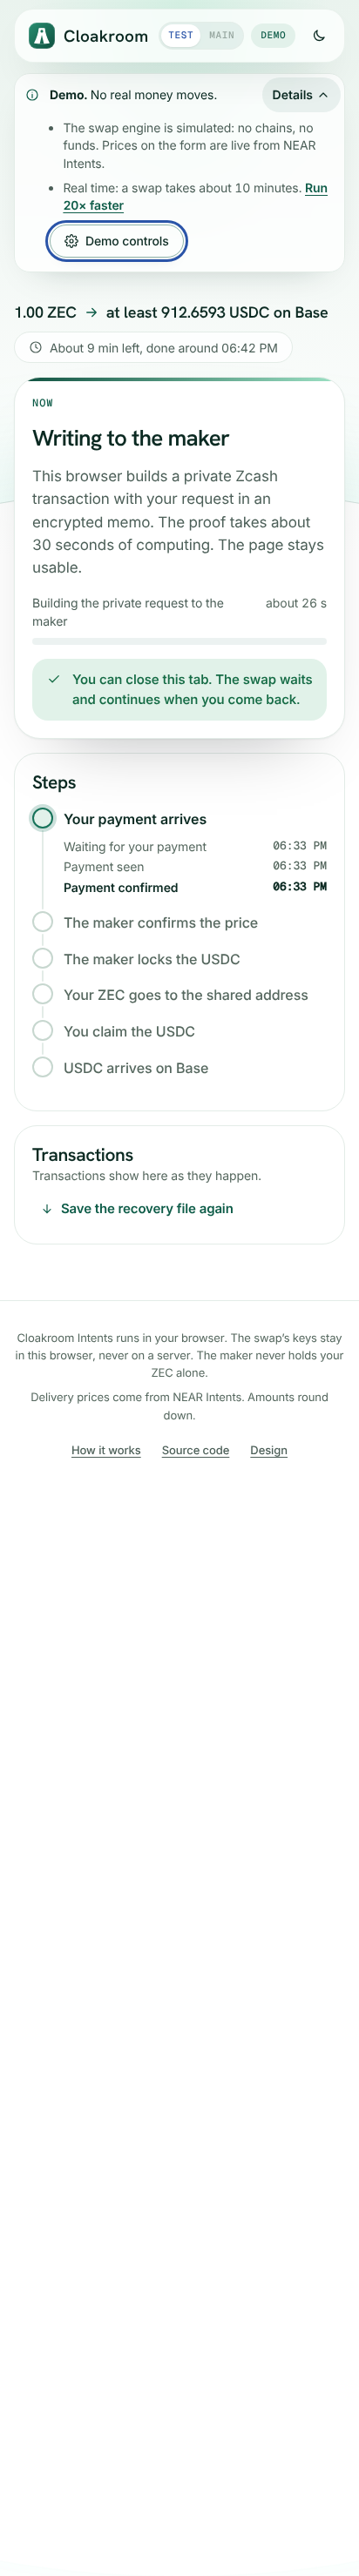 Cloakroom TEST MAIN DEMO
Demo. No real money moves. Details
The swap engine is simulated: no chains, no
funds. Prices on the form are live from NEAR
Intents.
Real time: a swap takes about 10 minutes. Run
20× faster
Demo controls
1.00 ZEC → at least 912.6593 USDC on Base
About 9 min left, done around 06:42 PM
NOW
Writing to the maker
This browser builds a private Zcash
transaction with your request in an
encrypted memo. The proof takes about
30 seconds of computing. The page stays
usable.
Building the private request to the about 26 s
maker
You can close this tab. The swap waits
and continues when you come back.
Steps
Your payment arrives
Waiting for your payment 06:33 PM
Payment seen 06:33 PM
Payment confirmed 06:33 PM
The maker confirms the price
The maker locks the USDC
Your ZEC goes to the shared address
You claim the USDC
USDC arrives on Base
Transactions
Transactions show here as they happen.
Save the recovery file again
Cloakroom Intents runs in your browser. The swap's keys stay
in this browser, never on a server. The maker never holds your
ZEC alone.
Delivery prices come from NEAR Intents. Amounts round
down.
How it works Source code Design